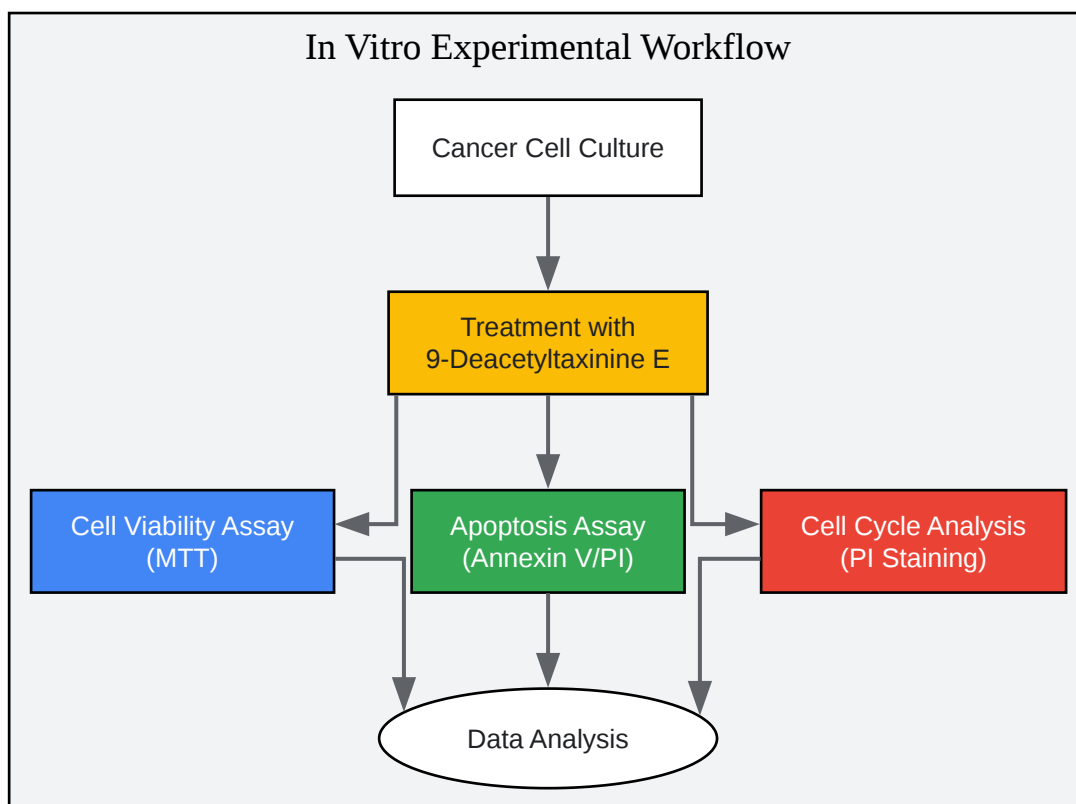 In Vitro Experimental Workflow
Cancer Cell Culture
Treatment with
9-Deacetyltaxinine E
Cell Viability Assay
(MTT)
Apoptosis Assay
(Annexin V/PI)
Cell Cycle Analysis
(PI Staining)
Data Analysis